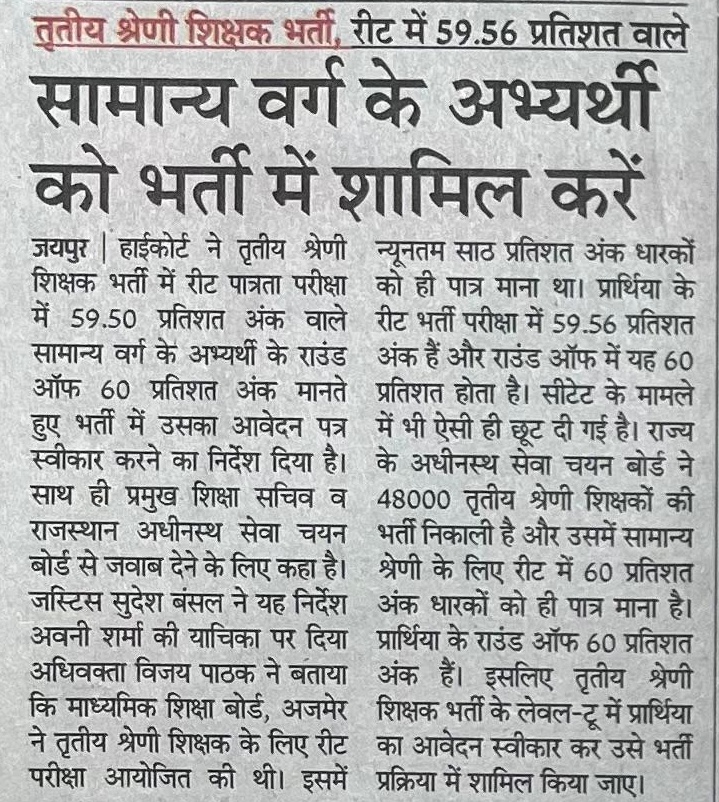 तृतीय श्रेणी शिक्षक भर्ती, रीट में 59.56 प्रतिशत वाले
सामान्य वर्ग के अभ्यर्थी
को भर्ती में शामिल करें
जयपुर | हाईकोर्ट ने तृतीय श्रेणी
शिक्षक भर्ती में रीट पात्रता परीक्षा
में 59.50 प्रतिशत अंक वाले
सामान्य वर्ग के अभ्यर्थी के राउंड
ऑफ 60 प्रतिशत अंक मानते
हुए भर्ती में उसका आवेदन पत्र
स्वीकार करने का निर्देश दिया है।
साथ ही प्रमुख शिक्षा सचिव व
राजस्थान अधीनस्थ सेवा चयन
बोर्ड से जवाब देने के लिए कहा है।
जस्टिस सुदेश बंसल ने यह निर्देश
अवनी शर्मा की याचिका पर दिया
अधिवक्ता विजय पाठक ने बताया
कि माध्यमिक शिक्षा बोर्ड, अजमेर
ने तृतीय श्रेणी शिक्षक के लिए रीट
परीक्षा आयोजित की थी। इसमें
न्यूनतम साठ प्रतिशत अंक धारकों
को ही पात्र माना था। प्रार्थिया के
रीट भर्ती परीक्षा में 59.56 प्रतिशत
अंक हैं और राउंड ऑफ में यह 60
प्रतिशत होता है। सीटेट के मामले
में भी ऐसी ही छूट दी गई है। राज्य
के अधीनस्थ सेवा चयन बोर्ड ने
48000 तृतीय श्रेणी शिक्षकों की
भर्ती निकाली है और उसमें सामान्य
श्रेणी के लिए रीट में 60 प्रतिशत
अंक धारकों को ही पात्र माना है।
प्रार्थिया के राउंड ऑफ 60 प्रतिशत
अंक हैं। इसलिए तृतीय श्रेणी
शिक्षक भर्ती के लेवल-टू में प्रार्थिया
का आवेदन स्वीकार कर उसे भर्ती
प्रक्रिया में शामिल किया जाए।